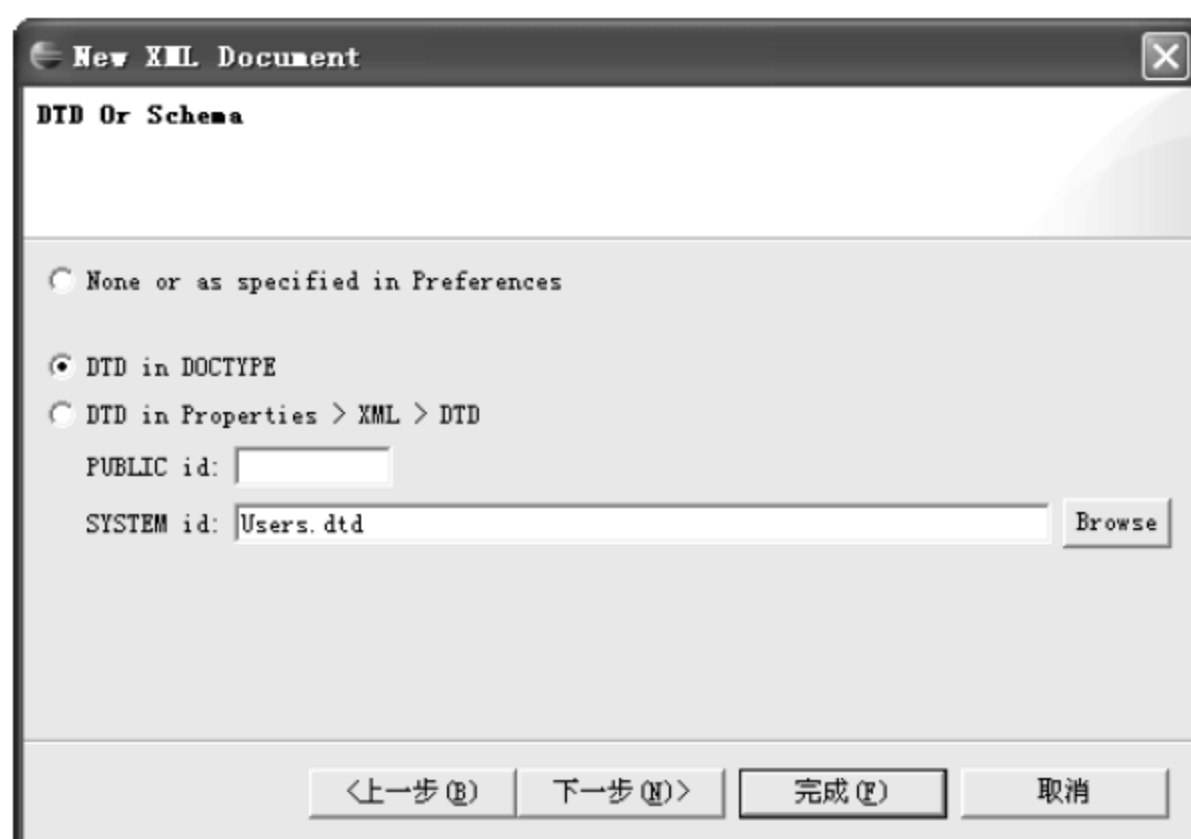 New XML Document
DTD Or Schema
None or as specified in Preferences
DTD in DOCTYPE
DTD in Properties > XML > DTD
PUBLIC id:
SYSTEM id: Users.dtd Browse
<上一步(B) 下一步(N)> 完成(F) 取消